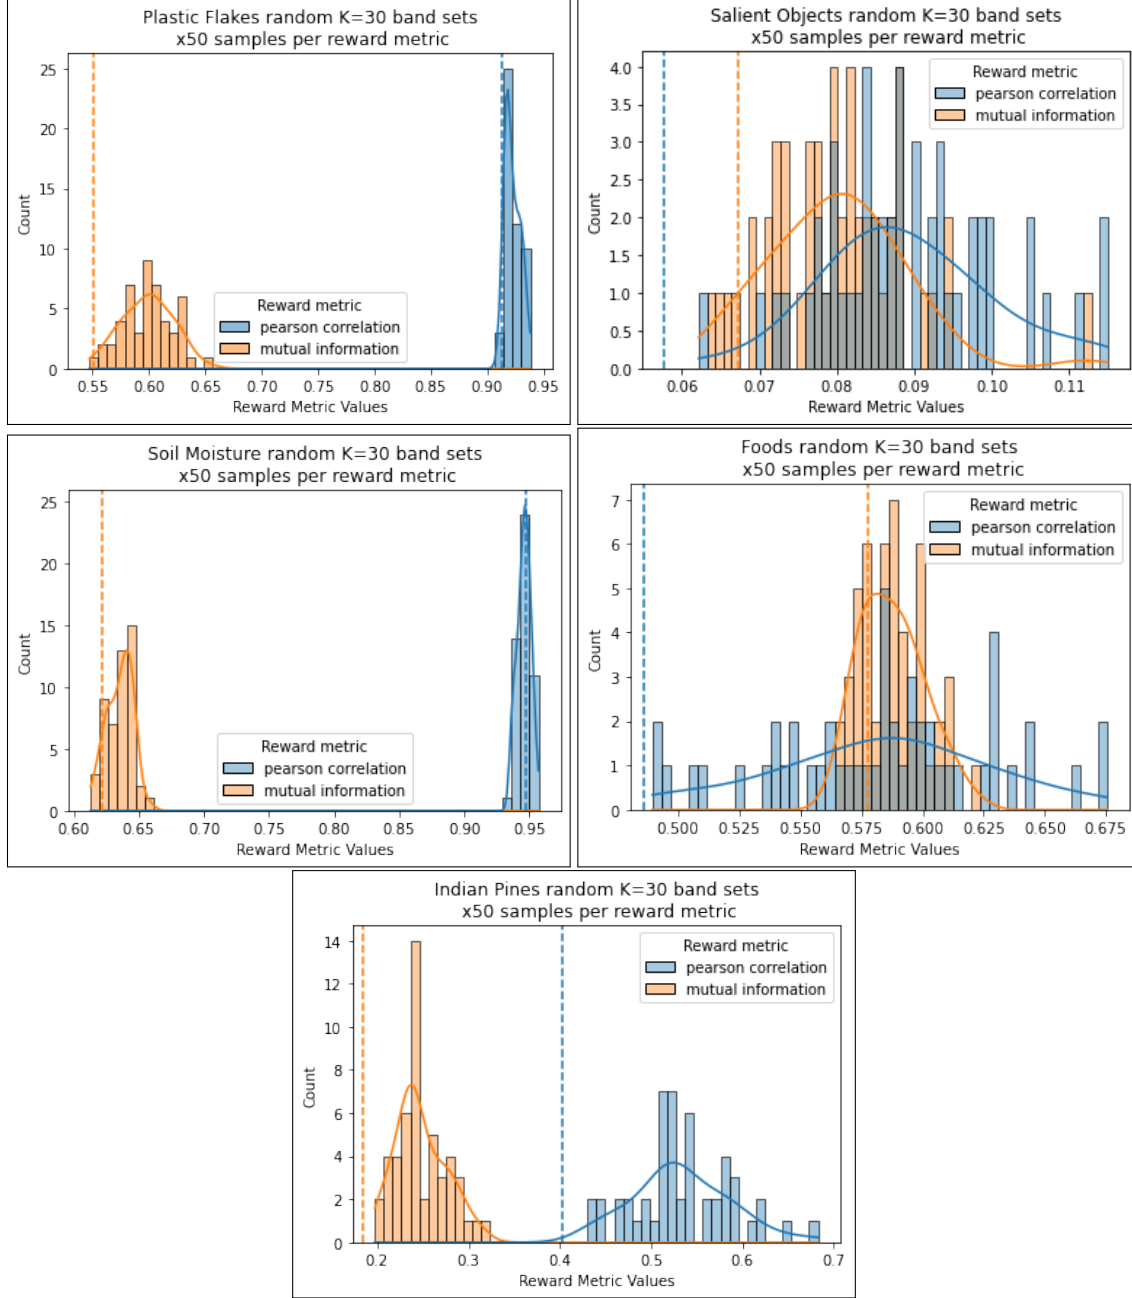 Plastic Flakes random K=30 band sets
x50 samples per reward metric
25
20
15
10
5
0
Count
Reward metric
pearson correlation
mutual information
0.55 0.60 0.65 0.70 0.75 0.80 0.85 0.90 0.95
Reward Metric Values
Salient Objects random K=30 band sets
x50 samples per reward metric
4.0
3.5
3.0
2.5
2.0
1.5
1.0
0.5
0.0
Count
Reward metric
pearson correlation
mutual information
0.06 0.07 0.08 0.09 0.10 0.11
Reward Metric Values
Soil Moisture random K=30 band sets
x50 samples per reward metric
25
20
15
10
5
0
Count
Reward metric
pearson correlation
mutual information
0.60 0.65 0.70 0.75 0.80 0.85 0.90 0.95
Reward Metric Values
Foods random K=30 band sets
x50 samples per reward metric
7
6
5
4
3
2
1
0
Count
Reward metric
pearson correlation
mutual information
0.500 0.525 0.550 0.575 0.600 0.625 0.650 0.675
Reward Metric Values
Indian Pines random K=30 band sets
x50 samples per reward metric
14
12
10
8
6
4
2
0
Count
Reward metric
pearson correlation
mutual information
0.2 0.3 0.4 0.5 0.6 0.7
Reward Metric Values